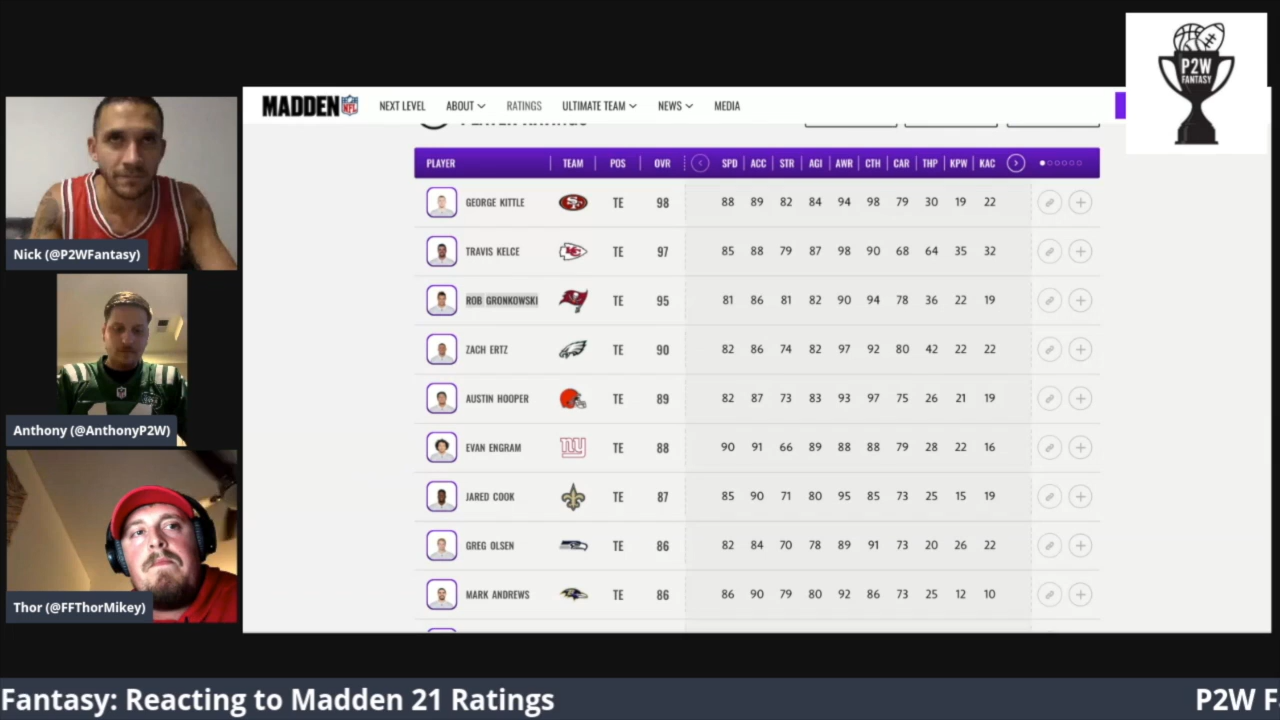 P2W
FANTASY
MADDEN NFL NEXT LEVEL ABOUT RATINGS ULTIMATE TEAM NEWS MEDIA
PLAYER TEAM POS OVR SPD ACC STR AGI AWR CTH CAR THP KPW KAC
GEORGE KITTLE TE 98 88 89 82 84 94 98 79 30 19 22
TRAVIS KELCE TE 97 85 88 79 87 98 90 68 64 35 32
ROB GRONKOWSKI TE 95 81 86 81 82 90 94 78 36 22 19
ZACH ERTZ TE 90 82 86 74 82 97 92 80 42 22 22
AUSTIN HOOPER TE 89 82 87 73 83 93 97 75 26 21 19
EVAN ENGRAM ny TE 88 90 91 66 89 88 88 79 28 22 16
JARED COOK TE 87 85 90 71 80 95 85 73 25 15 19
GREG OLSEN TE 86 82 84 70 78 89 91 73 20 26 22
MARK ANDREWS TE 86 86 90 79 80 92 86 73 25 12 10
Nick (@P2WFantasy)
Anthony (@AnthonyP2W)
Thor (@FFThorMikey)
Fantasy: Reacting to Madden 21 Ratings P2W F